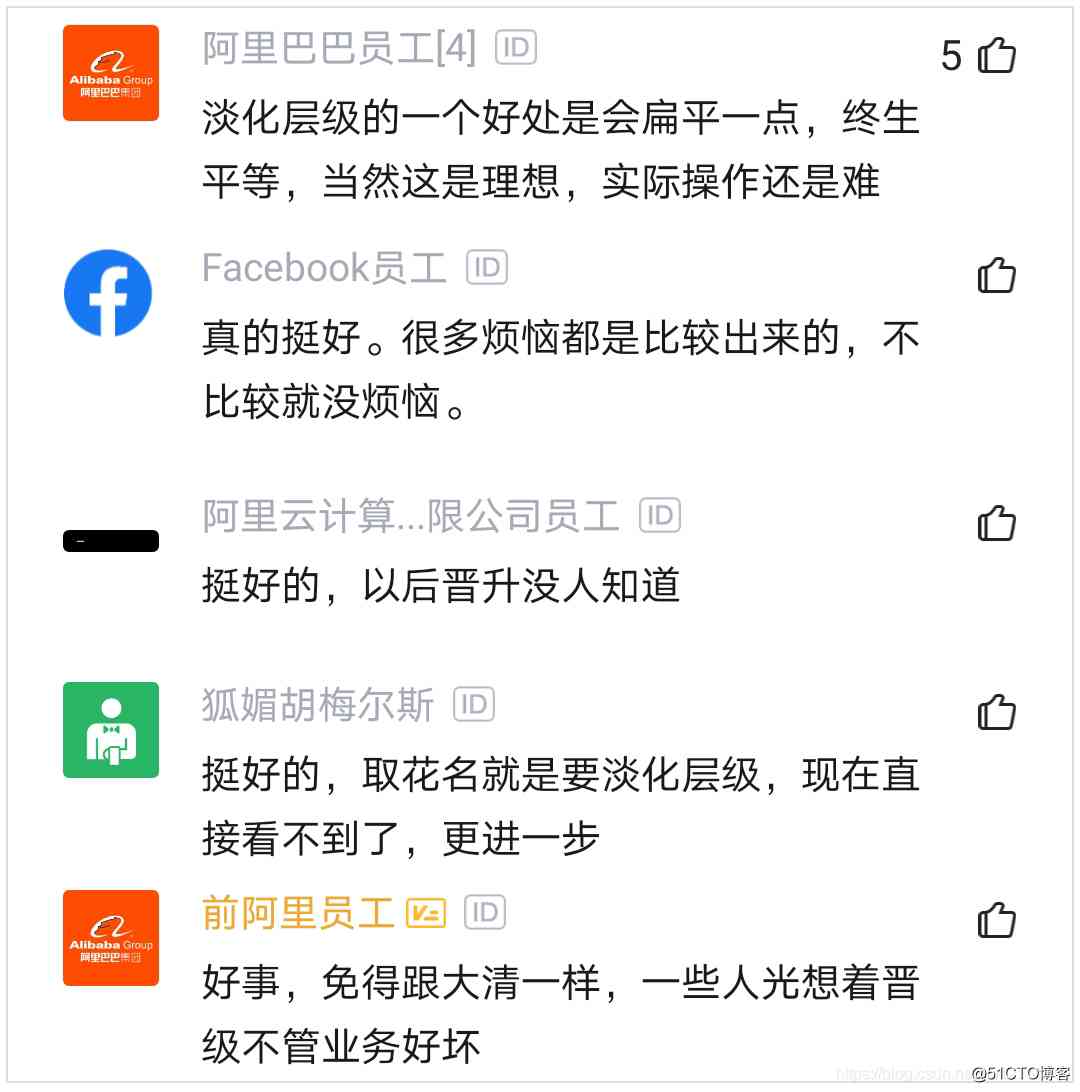 Alibaba Group
阿里巴巴集团
阿里巴巴员工[4] ID
5
淡化层级的一个好处是会扁平一点，终生
平等，当然这是理想，实际操作还是难
Facebook员工 ID
真的挺好。很多烦恼都是比较出来的，不
比较就没烦恼。
阿里云计算...限公司员工 ID
挺好的，以后晋升没人知道
狐媚胡梅尔斯 ID
挺好的，取花名就是要淡化层级，现在直
接看不到了，更进一步
Alibaba Group
阿里巴巴集团
前阿里员工 ID
好事，免得跟大清一样，一些人光想着晋
级不管业务好坏
@51CTO博客